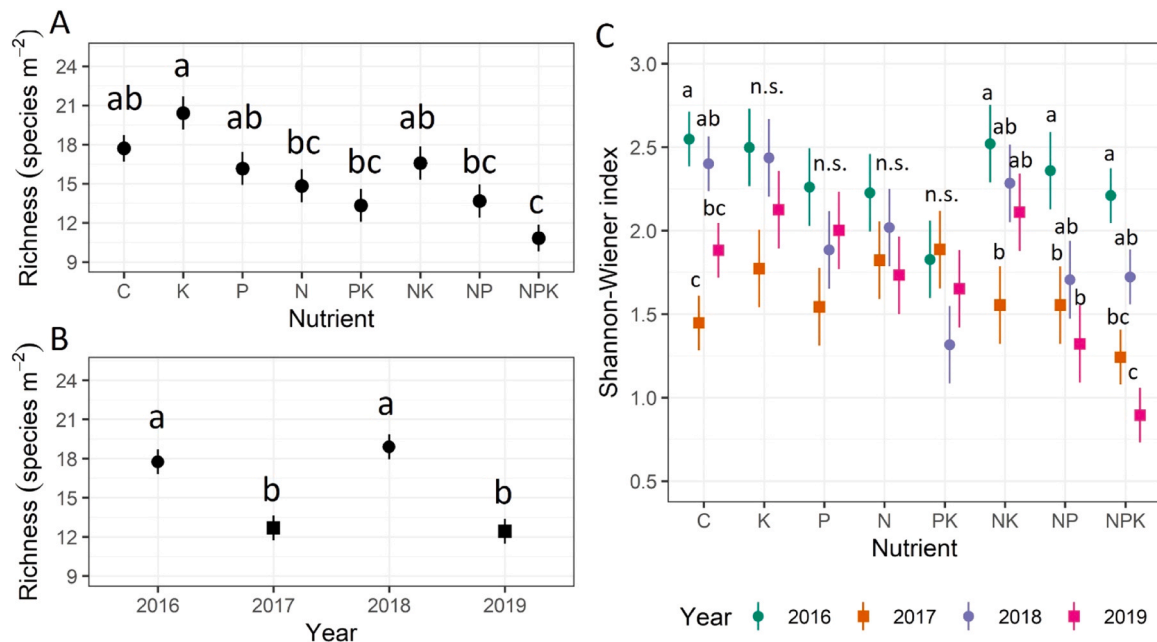 A
Richness (species m⁻²)
24
21
18
15
12
9
ab
a
ab
bc
bc
ab
bc
c
C K P N PK NK NP NPK
Nutrient
B
Richness (species m⁻²)
24
21
18
15
12
9
a
b
a
b
2016 2017 2018 2019
Year
C
Shannon-Wiener index
3.0
2.5
2.0
1.5
1.0
0.5
a
ab
c
bc
n.s.
n.s.
n.s.
n.s.
a
ab
b
ab
a
b
ab
b
a
bc
ab
c
C K P N PK NK NP NPK
Nutrient
Year 2016 2017 2018 2019